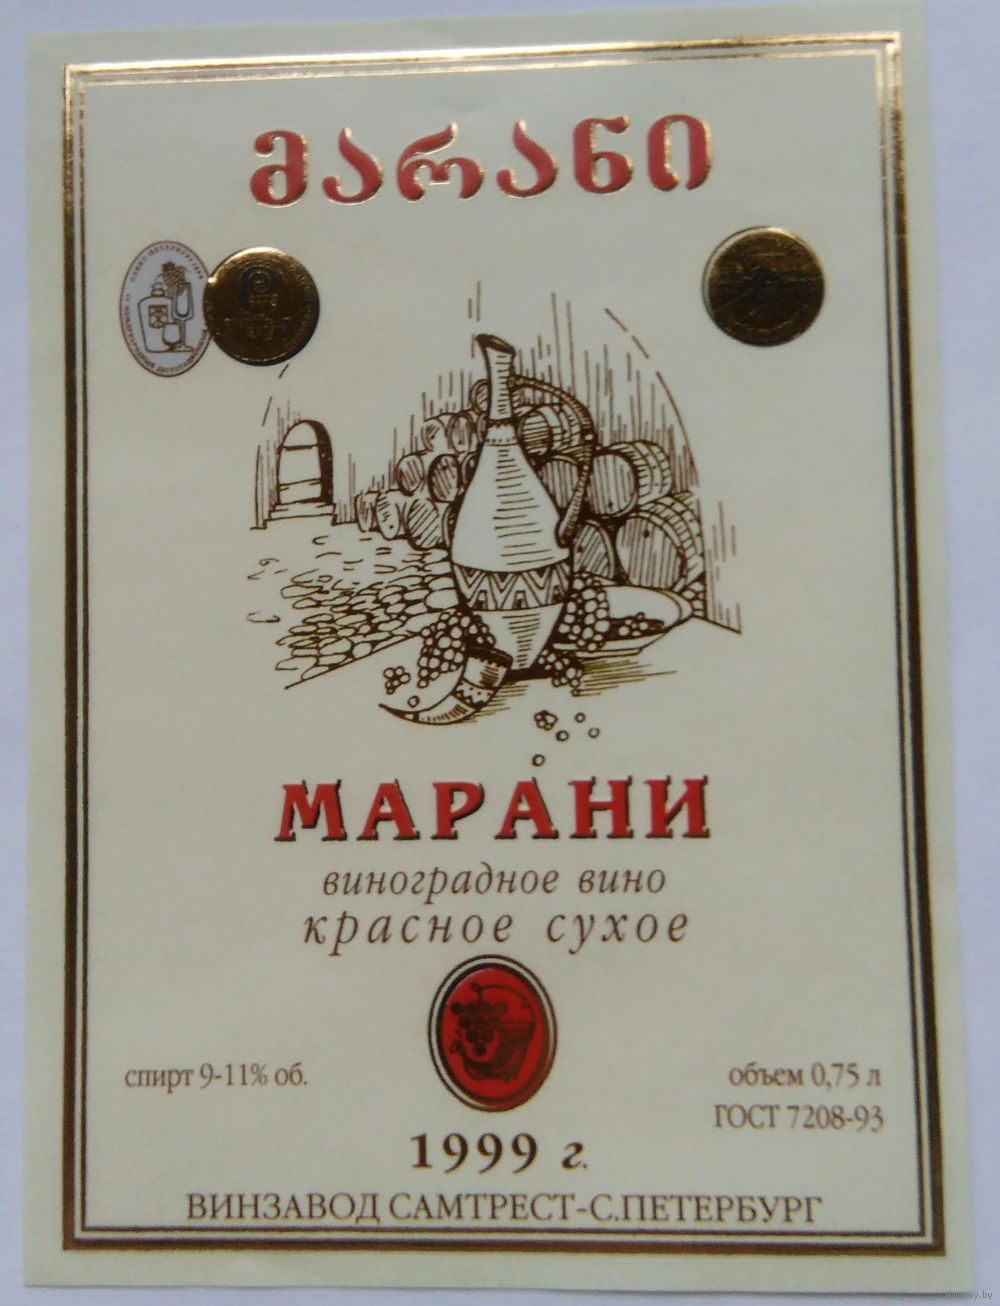 მარანი
МАРАНИ
виноградное вино
красное сухое
спирт 9-11% об.
объем 0,75 л
ГОСТ 7208-93
1999 г.
ВИНЗАВОД САМТРЕСТ-С.ПЕТЕРБУРГ